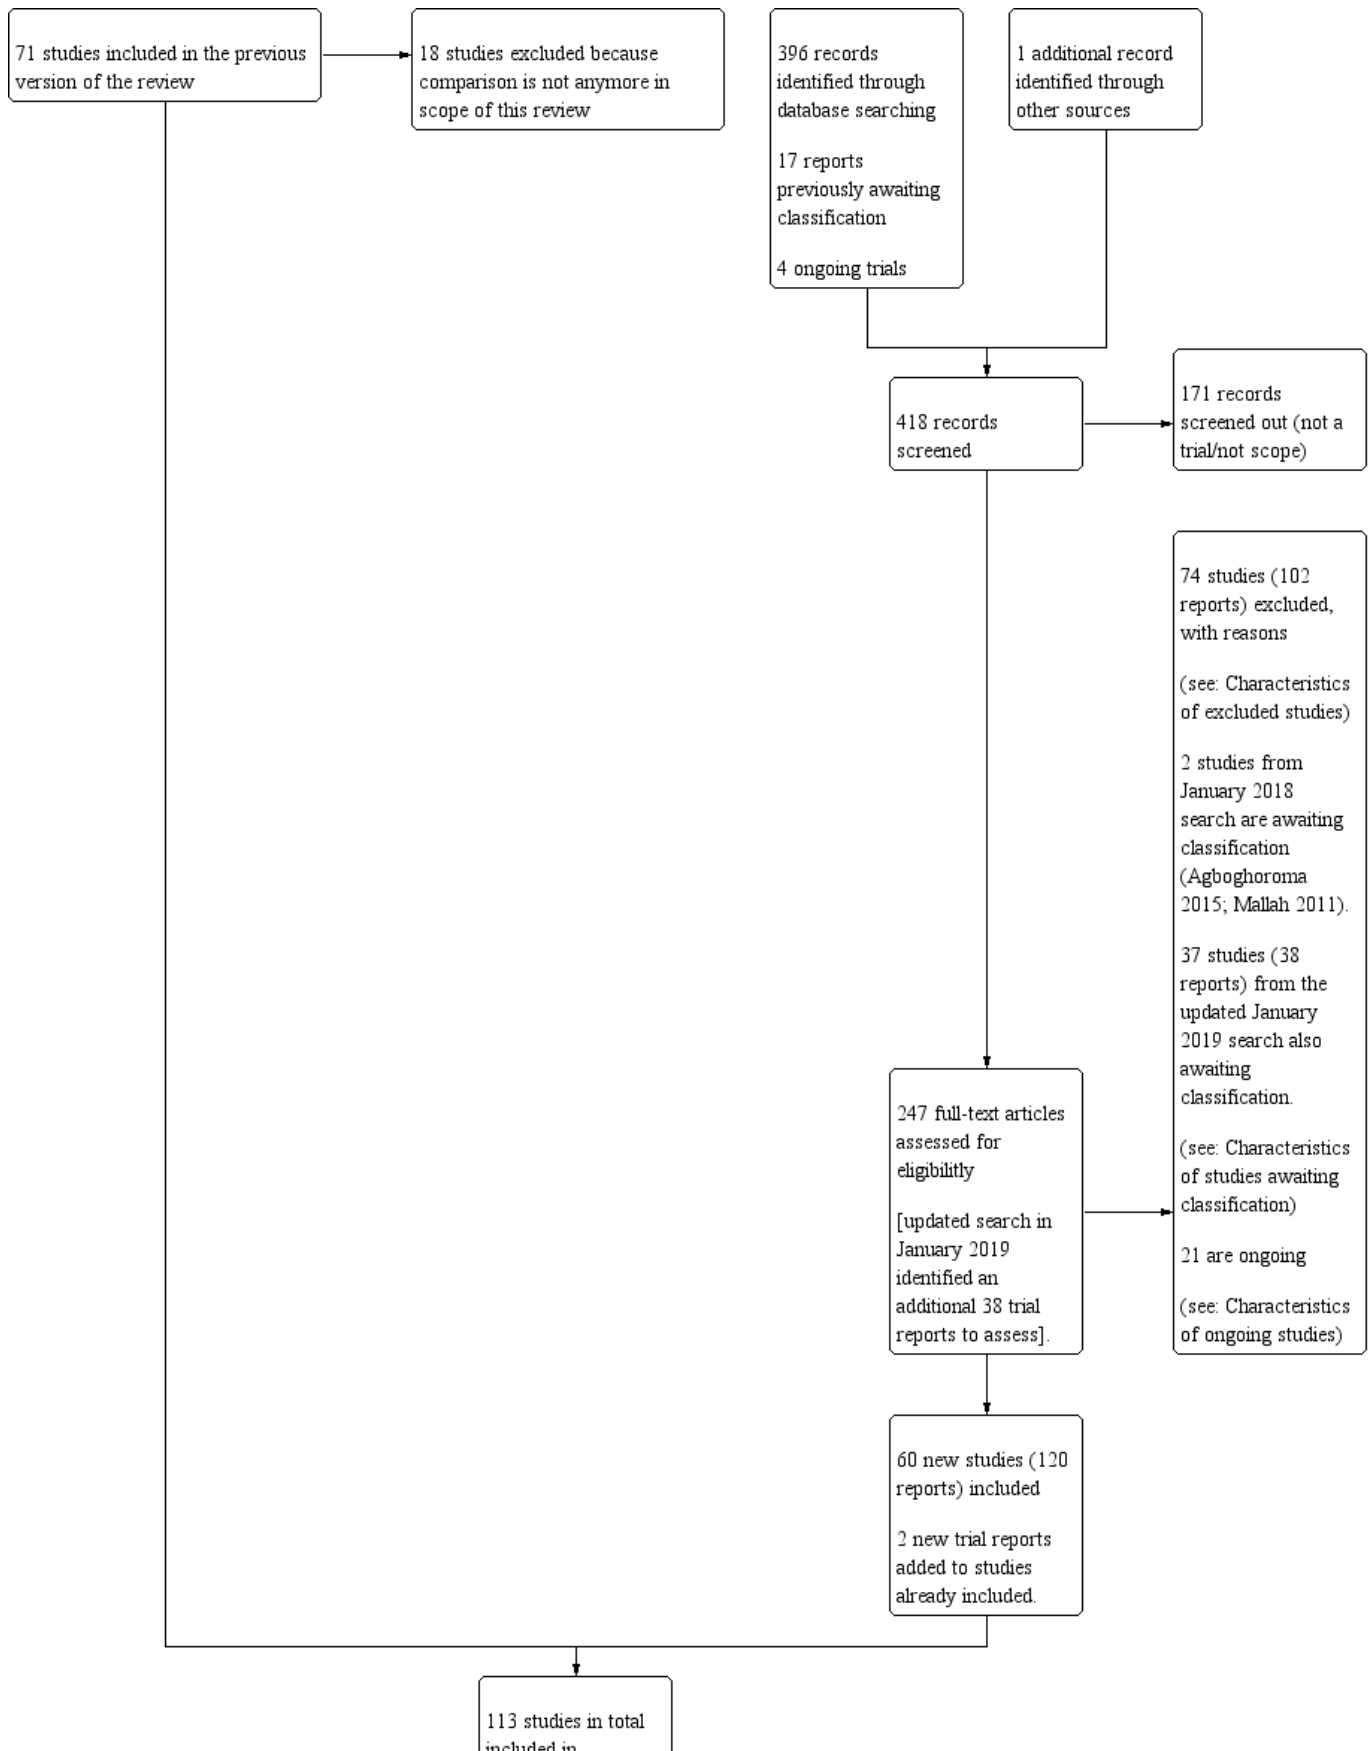 71 studies included in the previous
version of the review
18 studies excluded because
comparison is not anymore in
scope of this review
396 records
identified through
database searching
17 reports
previously awaiting
classification
4 ongoing trials
1 additional record
identified through
other sources
418 records
screened
171 records
screened out (not a
trial/not scope)
74 studies (102
reports) excluded,
with reasons
(see: Characteristics
of excluded studies)
2 studies from
January 2018
search are awaiting
classification
(Agboghoroma
2015; Mallah 2011).
37 studies (38
reports) from the
updated January
2019 search also
awaiting
classification.
(see: Characteristics
of studies awaiting
classification)
21 are ongoing
(see: Characteristics
of ongoing studies)
247 full-text articles
assessed for
eligibilitly
[updated search in
January 2019
identified an
additional 38 trial
reports to assess].
60 new studies (120
reports) included
2 new trial reports
added to studies
already included.
113 studies in total
included in